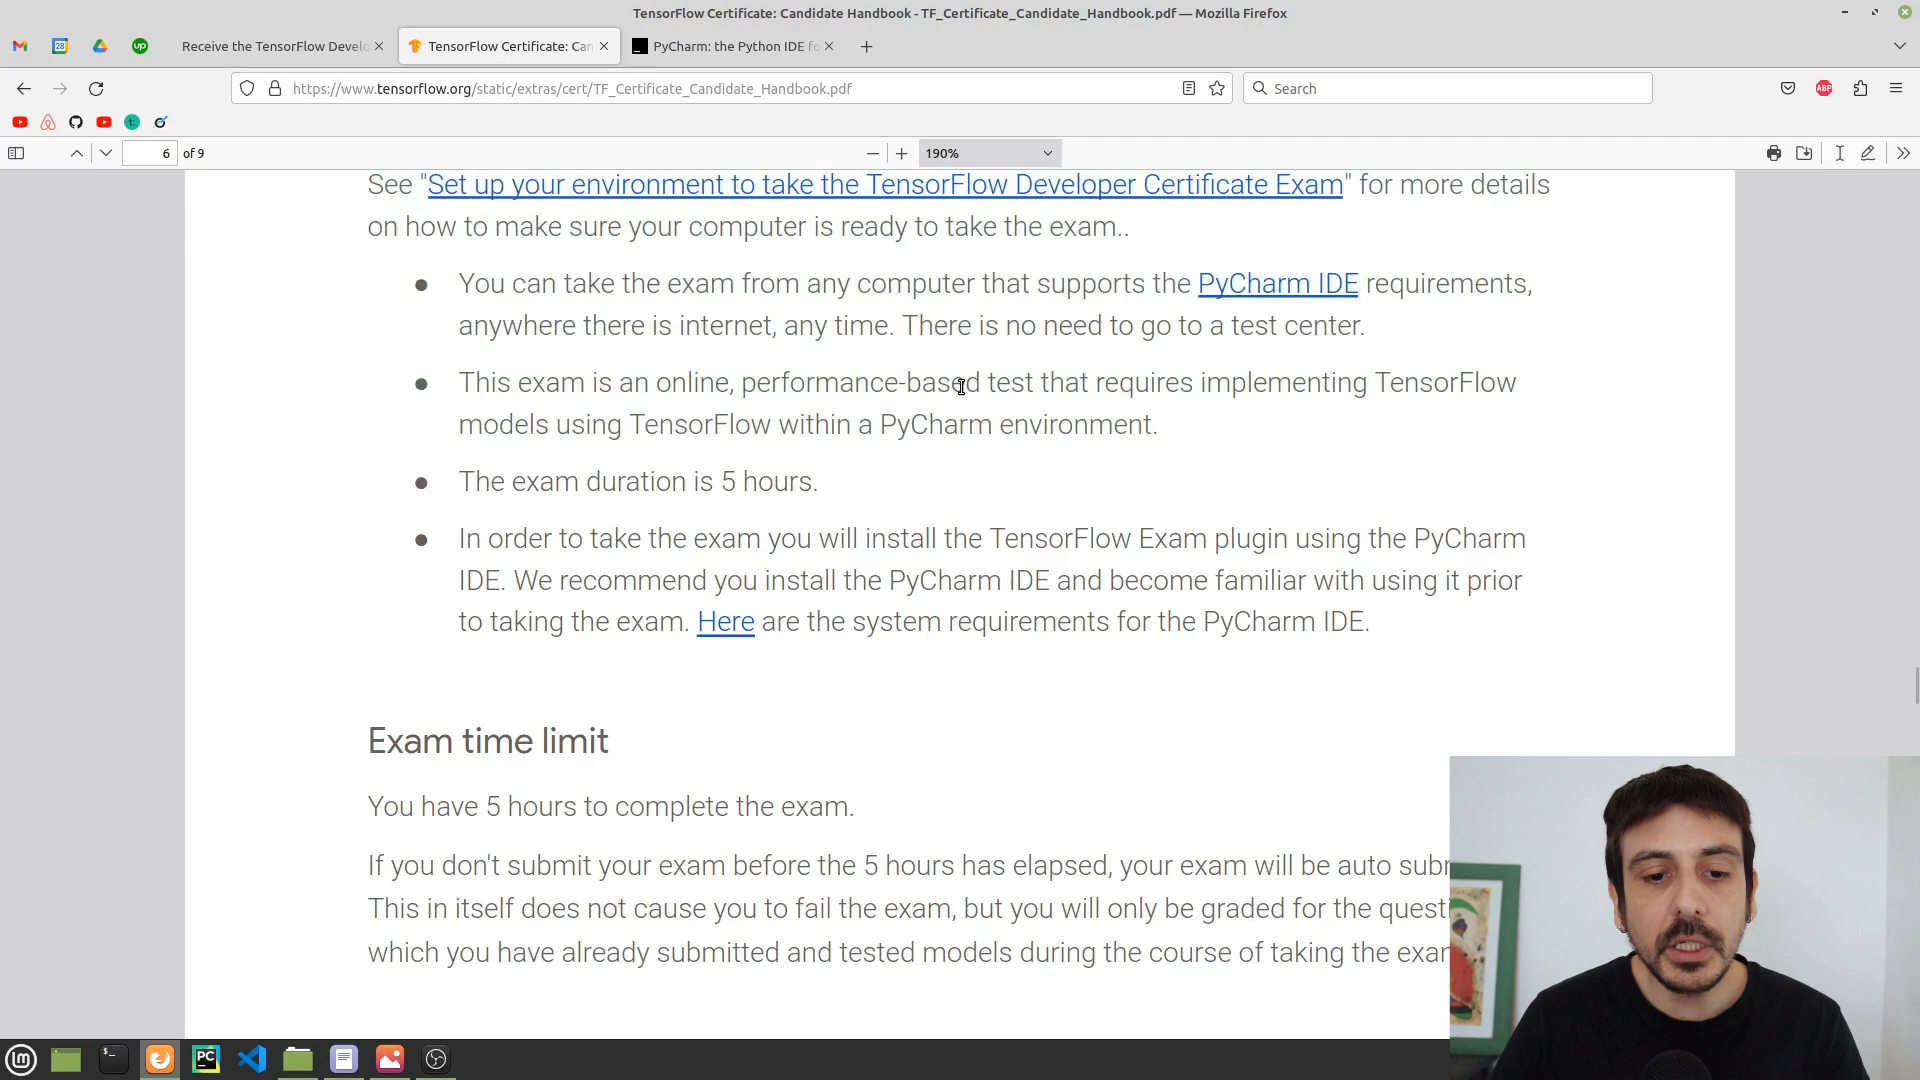 TensorFlow Certificate: Candidate Handbook - TF_Certificate_Candidate_Handbook.pdf — Mozilla Firefox
28
up
Receive the TensorFlow Develo
TensorFlow Certificate: Can
PyCharm: the Python IDE fo
https://www.tensorflow.org/static/extras/cert/TF_Certificate_Candidate_Handbook.pdf
Search
ABP
6 of 9
190%
See "Set up your environment to take the TensorFlow Developer Certificate Exam" for more details
on how to make sure your computer is ready to take the exam..
● You can take the exam from any computer that supports the PyCharm IDE requirements,
anywhere there is internet, any time. There is no need to go to a test center.
● This exam is an online, performance-based test that requires implementing TensorFlow
models using TensorFlow within a PyCharm environment.
● The exam duration is 5 hours.
● In order to take the exam you will install the TensorFlow Exam plugin using the PyCharm
IDE. We recommend you install the PyCharm IDE and become familiar with using it prior
to taking the exam. Here are the system requirements for the PyCharm IDE.
Exam time limit
You have 5 hours to complete the exam.
If you don't submit your exam before the 5 hours has elapsed, your exam will be auto subm
This in itself does not cause you to fail the exam, but you will only be graded for the questi
which you have already submitted and tested models during the course of taking the exam
PC